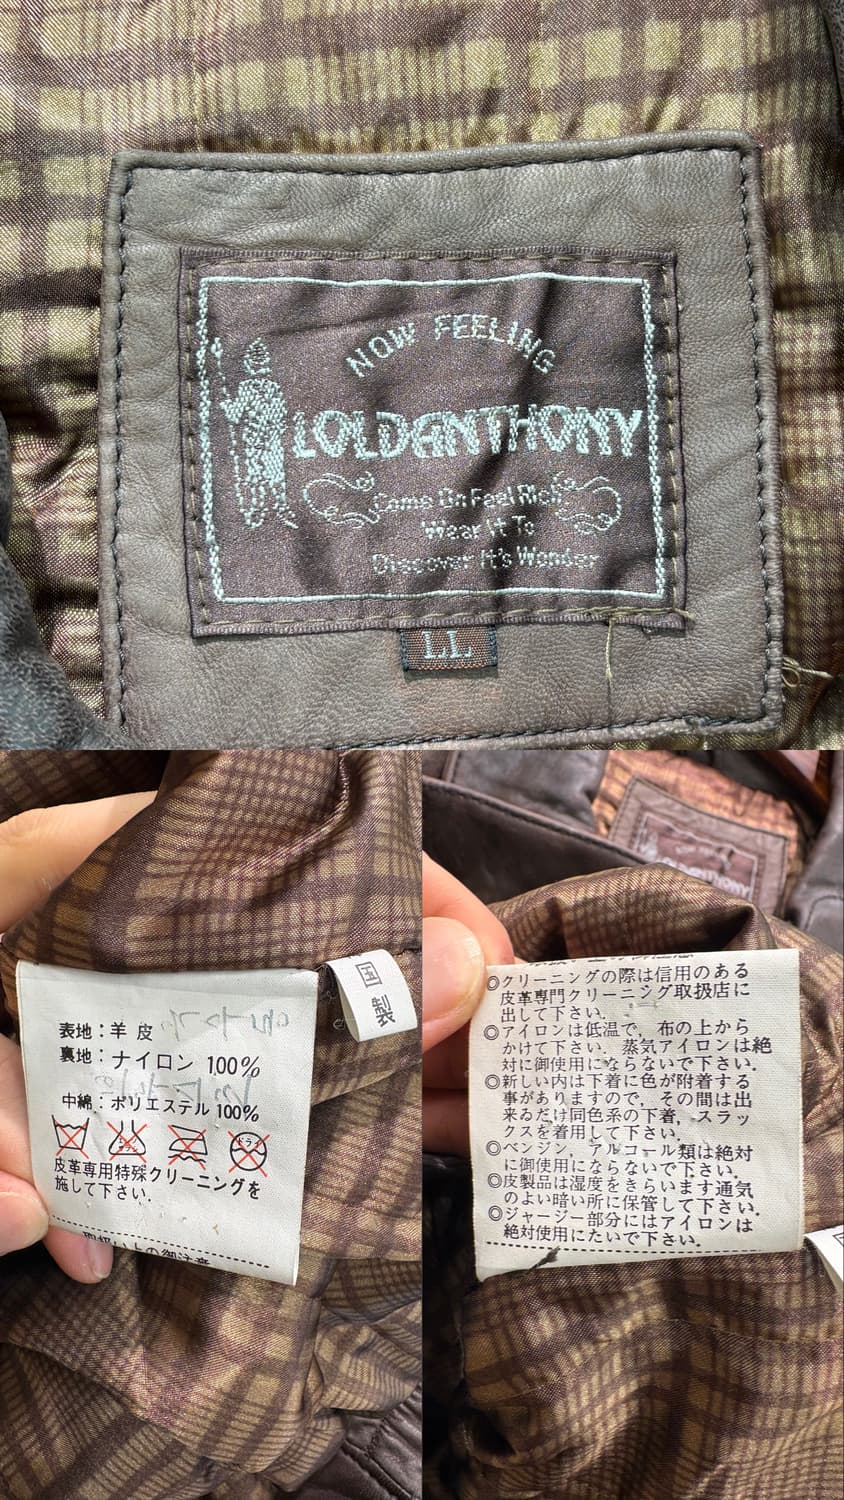 NOW FEELING
LOLDANTHONY
Come On Feel Rich
Wear It To
Discover It's Wonder
LL
表地：羊皮
裏地：ナイロン 100%
中綿：ポリエステル 100%
ドライ
皮革専用特殊クリーニングを
施して下さい.
取扱い上の御注意
国
製
LOLDANTHONY
◎クリーニングの際は信用のある
皮革専門クリーニング取扱店に
出して下さい.
◎アイロンは低温で，布の上から
かけて下さい．蒸気アイロンは絶
対に御使用にならないで下さい.
◎新しい内は下着に色が附着する
事がありますので，その間は出
来るだけ同色系の下着，スラッ
クスを着用して下さい.
◎ベンジン，アルコール類は絶対
に御使用にならないで下さい.
◎皮製品は湿度をきらいます通気
のよい暗い所に保管して下さい.
◎ジャージー部分にはアイロンは
絶対使用にたいで下さい.